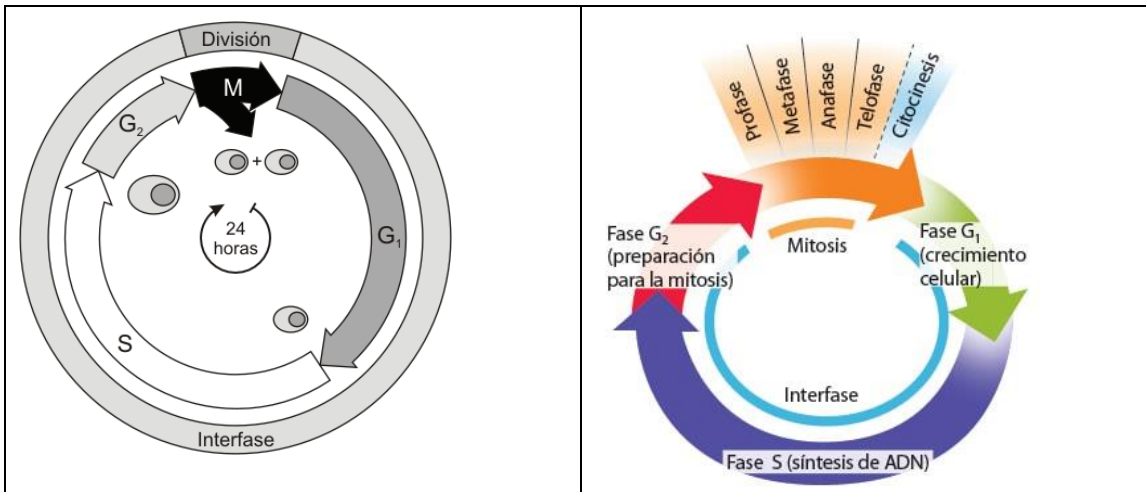 División
M
G2
+
24
horas
G1
S
Interfase
Profase
Metafase
Anafase
Telofase
Citocinesis
Fase G2
(preparación
para la mitosis)
Mitosis
Fase G1
(crecimiento
celular)
Interfase
Fase S (síntesis de ADN)